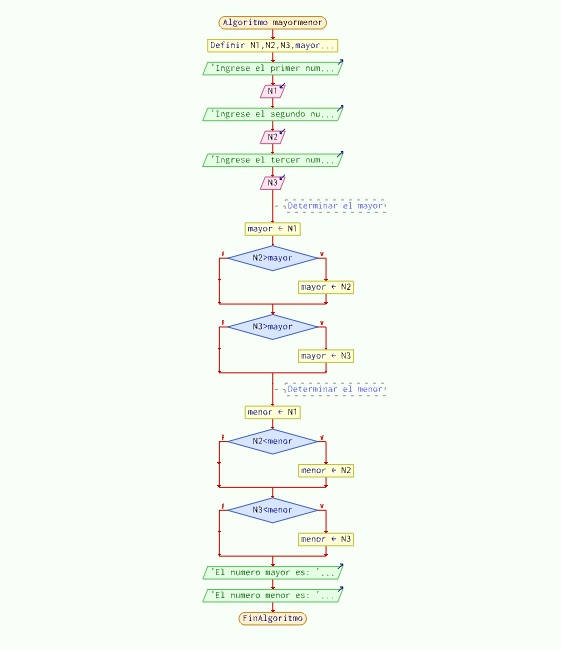 Algoritmo mayormenor
Definir N1,N2,N3,mayor...
'Ingrese el primer num...
N1
'Ingrese el segundo nu...
N2
'Ingrese el tercer num...
N3
Determinar el mayor
mayor ← N1
F N2>mayor V
mayor ← N2
F N3>mayor V
mayor ← N3
Determinar el menor
menor ← N1
F N2<menor V
menor ← N2
F N3<menor V
menor ← N3
'El numero mayor es: '...
'El numero menor es: '...
FinAlgoritmo